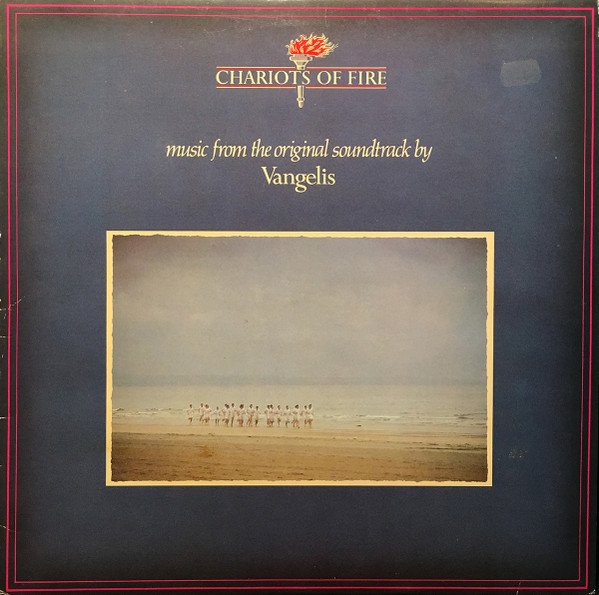 CHARIOTS OF FIRE
music from the original soundtrack by
Vangelis